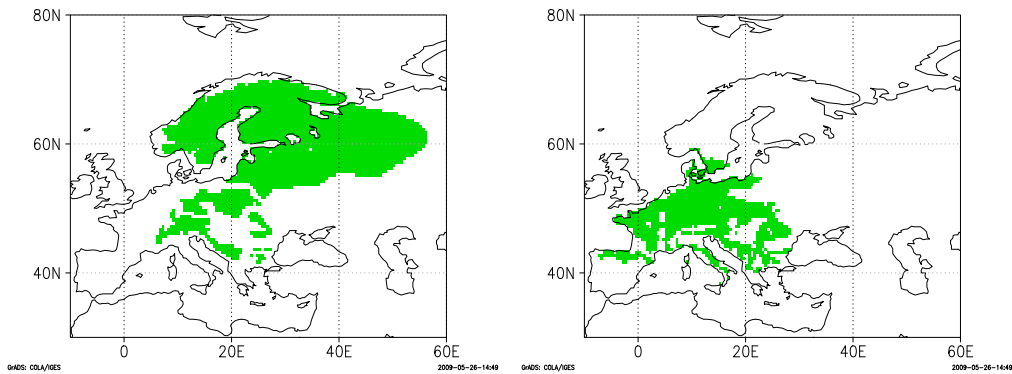 80N
60N
40N
0
20E
40E
60E
GrADS: COLA/IGES
2009-05-26-14:49
80N
60N
40N
0
20E
40E
60E
GrADS: COLA/IGES
2009-05-26-14:49